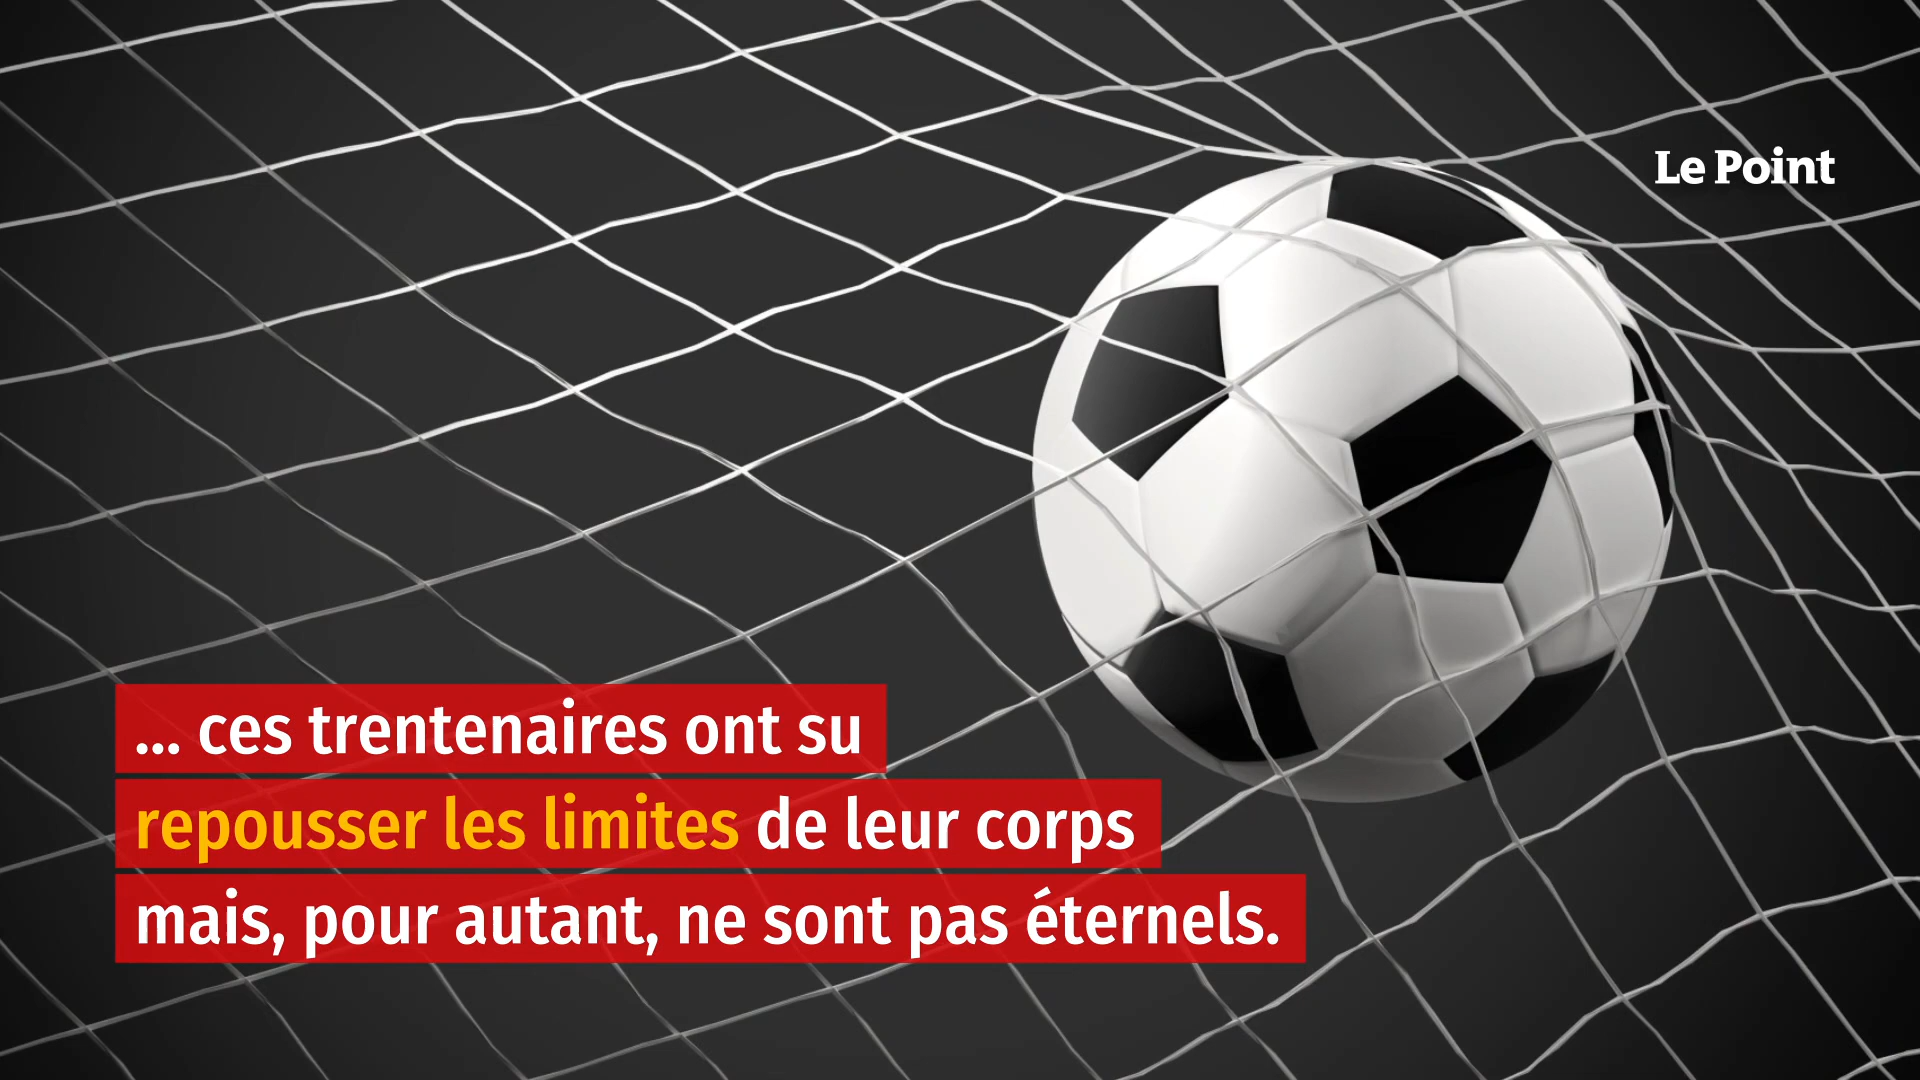 Le Point
... ces trentenaires ont su
repousser les limites de leur corps
mais, pour autant, ne sont pas éternels.